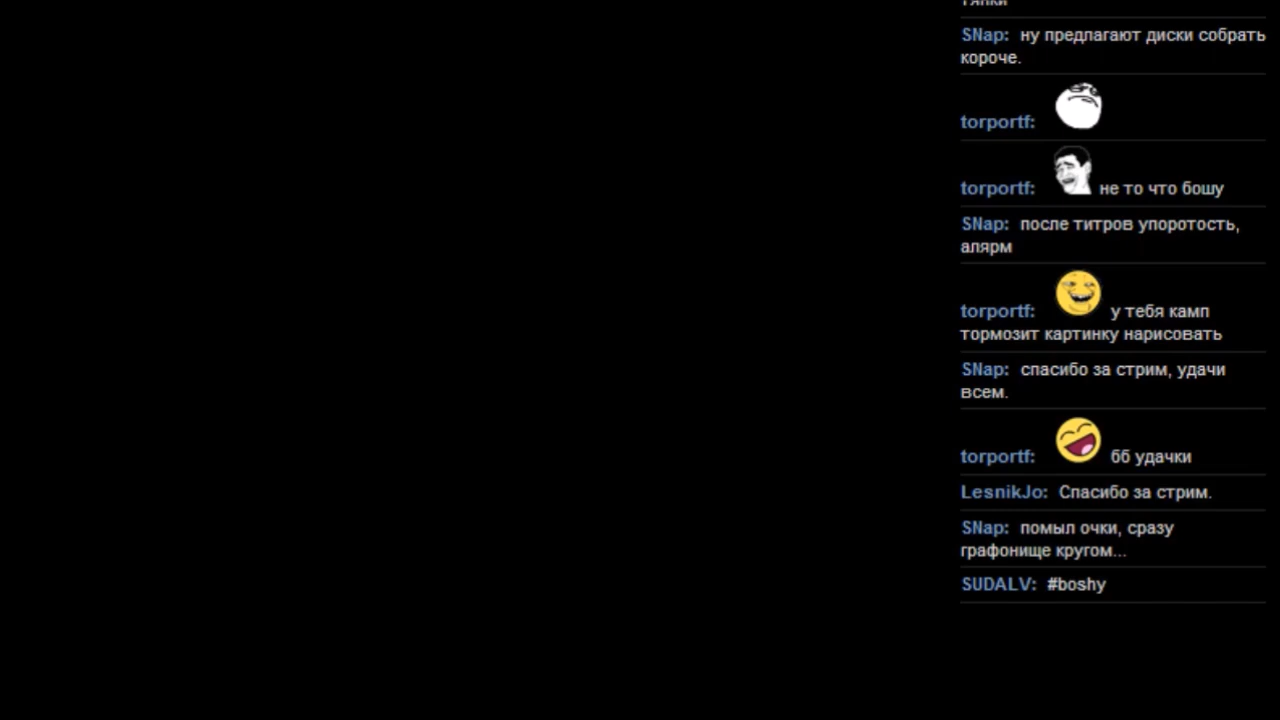 тянки
SNap: ну предлагают диски собрать
короче.
torportf:
torportf: не то что бошу
SNap: после титров упоротость,
алярм
torportf: у тебя камп
тормозит картинку нарисовать
SNap: спасибо за стрим, удачи
всем.
torportf: бб удачки
LesnikJo: Спасибо за стрим.
SNap: помыл очки, сразу
графонище кругом...
SUDALV: #boshy